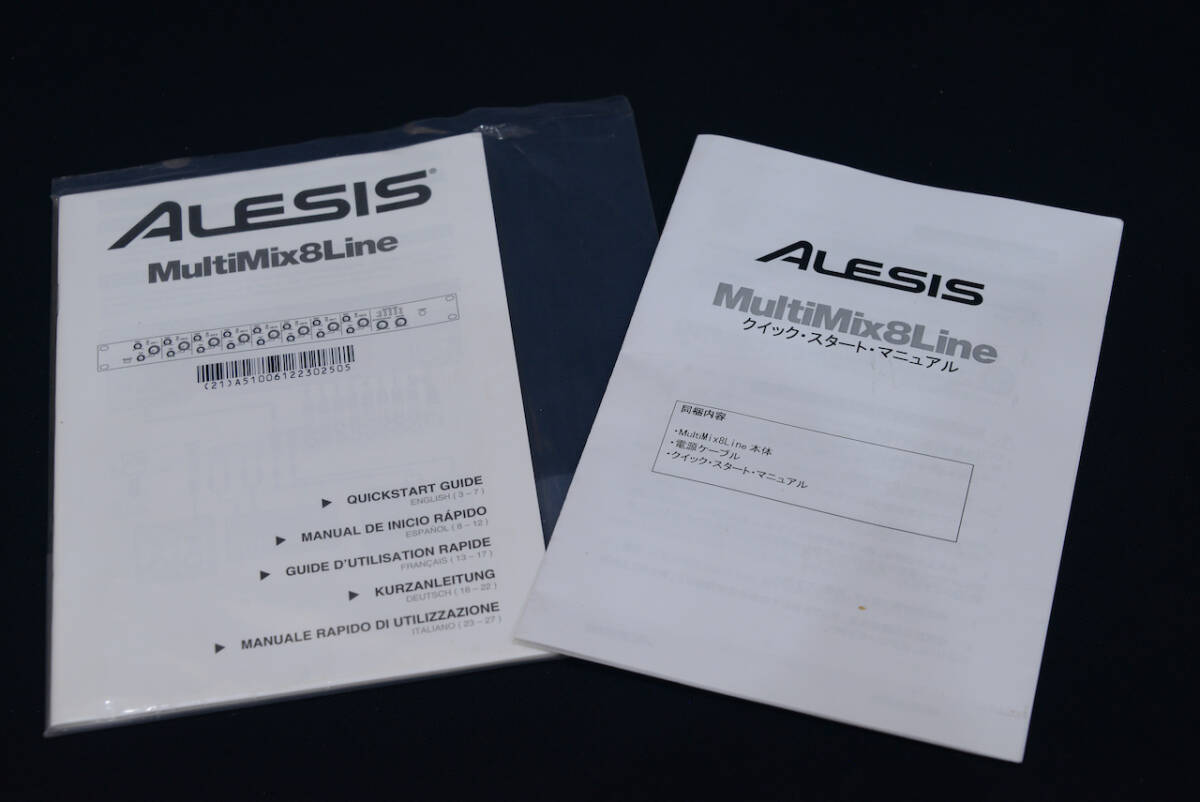 ALESIS®
MultiMix8Line
(21)A51006122302505
▶ QUICKSTART GUIDE
ENGLISH ( 3 – 7 )
▶ MANUAL DE INICIO RÁPIDO
ESPAÑOL ( 8 – 12 )
▶ GUIDE D'UTILISATION RAPIDE
FRANÇAIS ( 13 – 17 )
▶ KURZANLEITUNG
DEUTSCH ( 18 – 22 )
▶ MANUALE RAPIDO DI UTILIZZAZIONE
ITALIANO ( 23 – 27 )
ALESIS
MultiMix8Line
クイック・スタート・マニュアル
同梱内容
・MultiMix8Line 本体
・電源ケーブル
・クイック・スタート・マニュアル